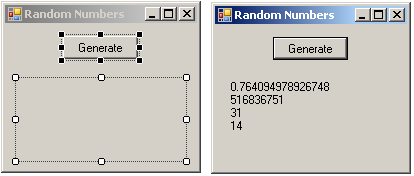 Random Numbers
Generate
Random Numbers
Generate
0.764094978926748
516836751
31
14